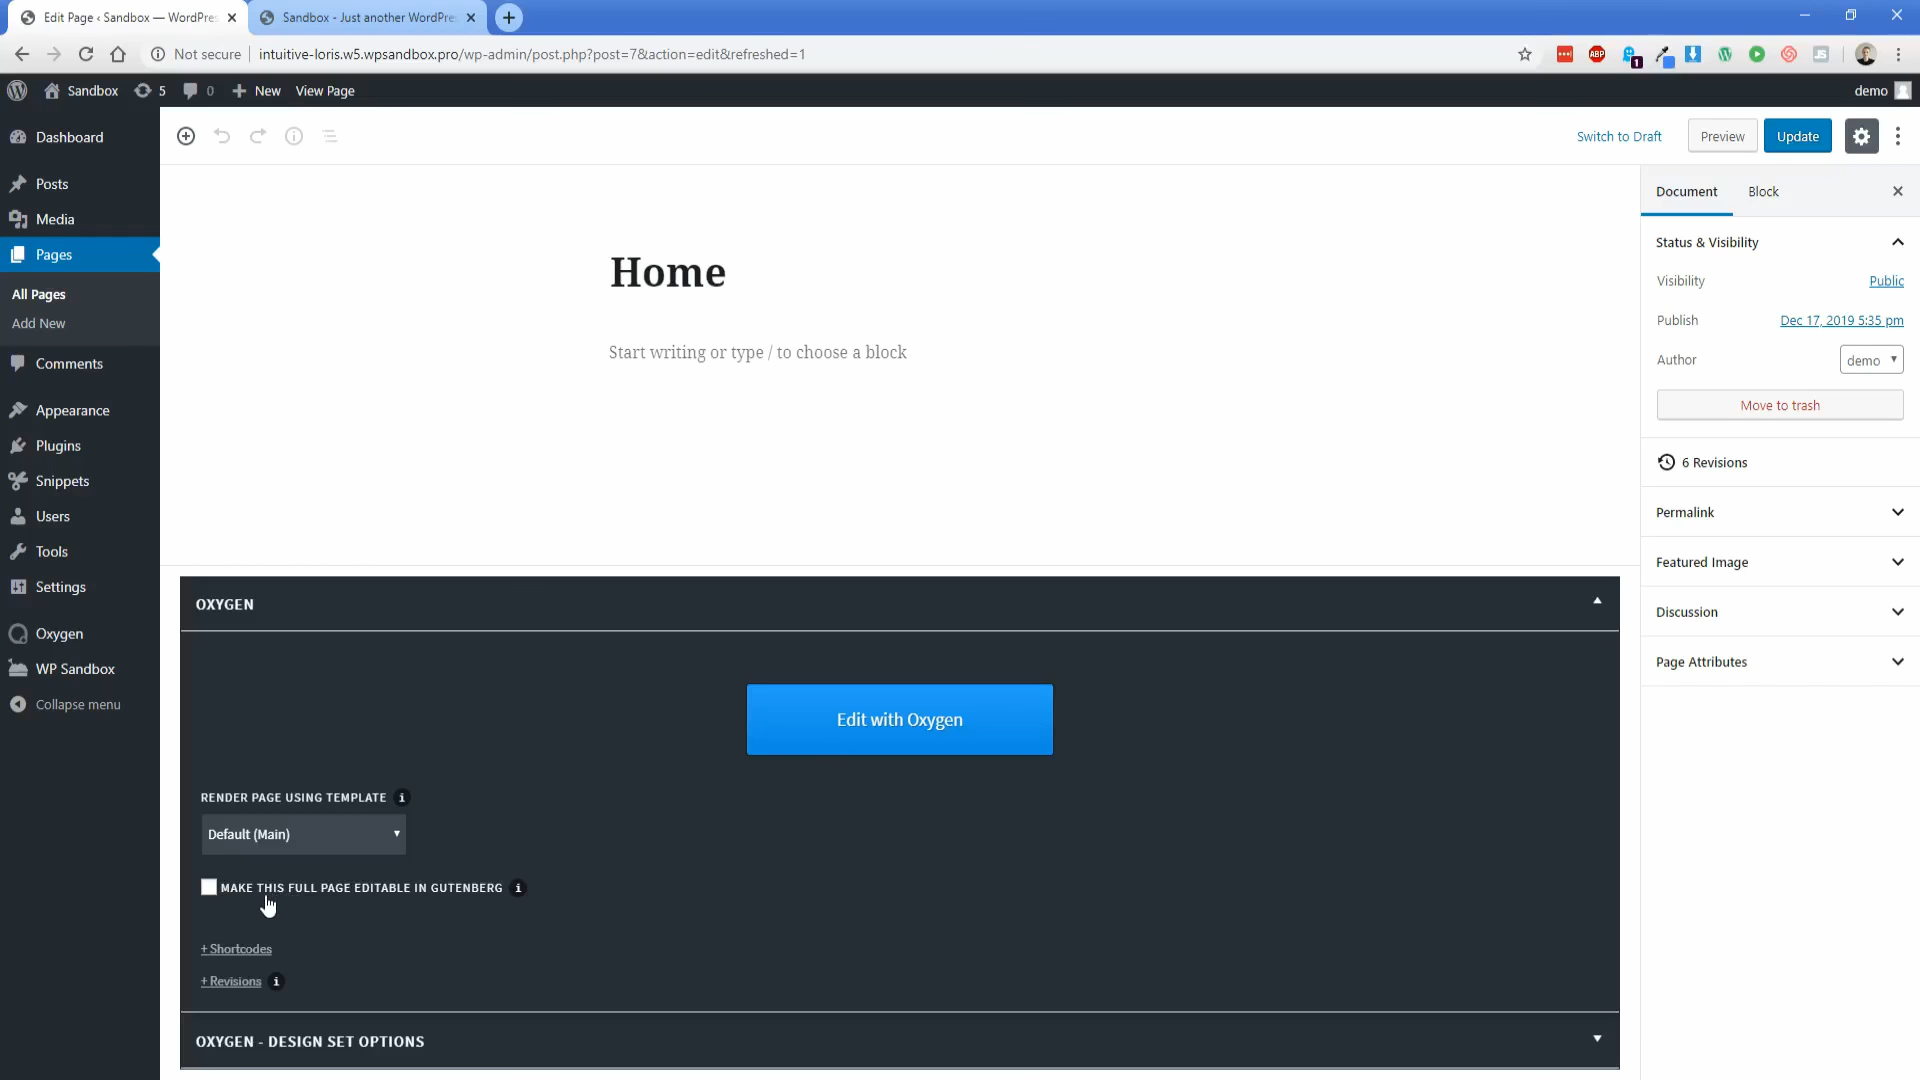 Edit Page ‹ Sandbox — WordPre
Sandbox - Just another WordPre
Not secure
intuitive-loris.w5.wpsandbox.pro/wp-admin/post.php?post=7&action=edit&refreshed=1
ABP
1
JS
Sandbox
5
0
New
View Page
demo
Dashboard
Posts
Media
Pages
All Pages
Add New
Comments
Appearance
Plugins
Snippets
Users
Tools
Settings
Oxygen
WP Sandbox
Collapse menu
Switch to Draft
Preview
Update
Home
Start writing or type / to choose a block
Document
Block
Status & Visibility
Visibility
Public
Publish
Dec 17, 2019 5:35 pm
Author
demo
Move to trash
6 Revisions
Permalink
Featured Image
Discussion
Page Attributes
OXYGEN
Edit with Oxygen
RENDER PAGE USING TEMPLATE
Default (Main)
MAKE THIS FULL PAGE EDITABLE IN GUTENBERG
+ Shortcodes
+ Revisions
OXYGEN - DESIGN SET OPTIONS